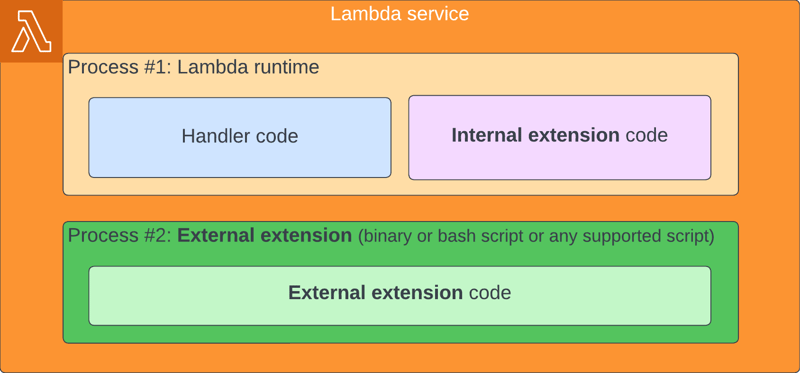 Lambda service
Process #1: Lambda runtime
Handler code
Internal extension code
Process #2: External extension (binary or bash script or any supported script)
External extension code